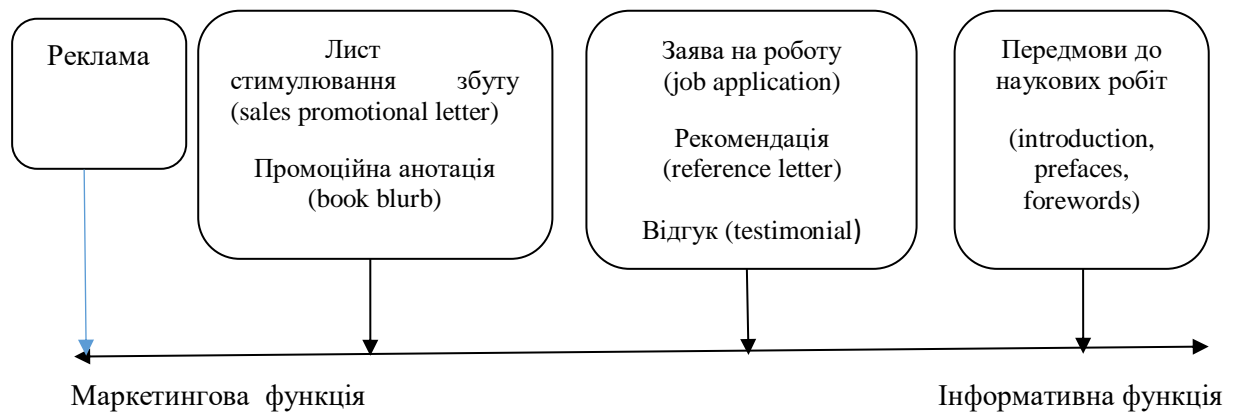 Реклама
Лист
стимулювання збуту
(sales promotional letter)
Промоційна анотація
(book blurb)
Заява на роботу
(job application)
Рекомендація
(reference letter)
Відгук (testimonial)
Передмови до
наукових робіт
(introduction,
prefaces,
forewords)
Маркетингова функція
Інформативна функція